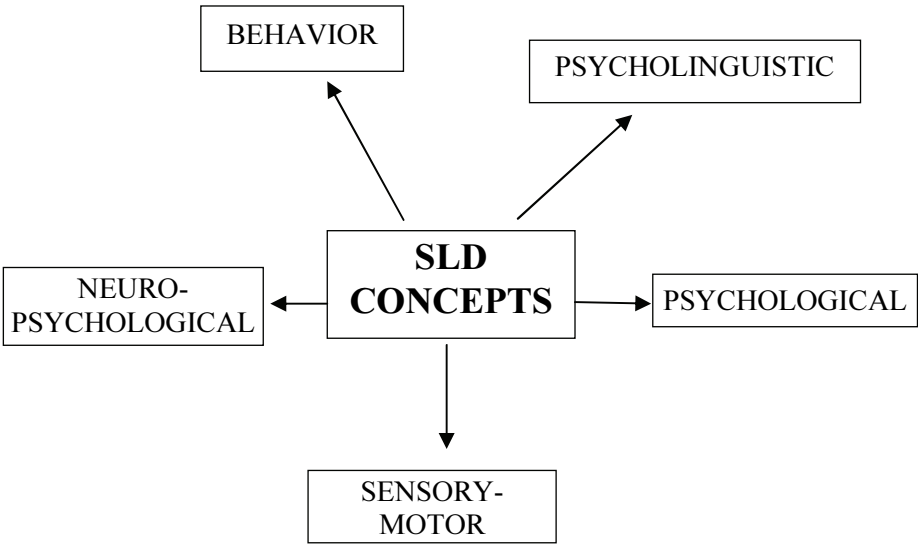 BEHAVIOR
PSYCHOLINGUISTIC
SLD
CONCEPTS
NEURO-
PSYCHOLOGICAL
PSYCHOLOGICAL
SENSORY-
MOTOR